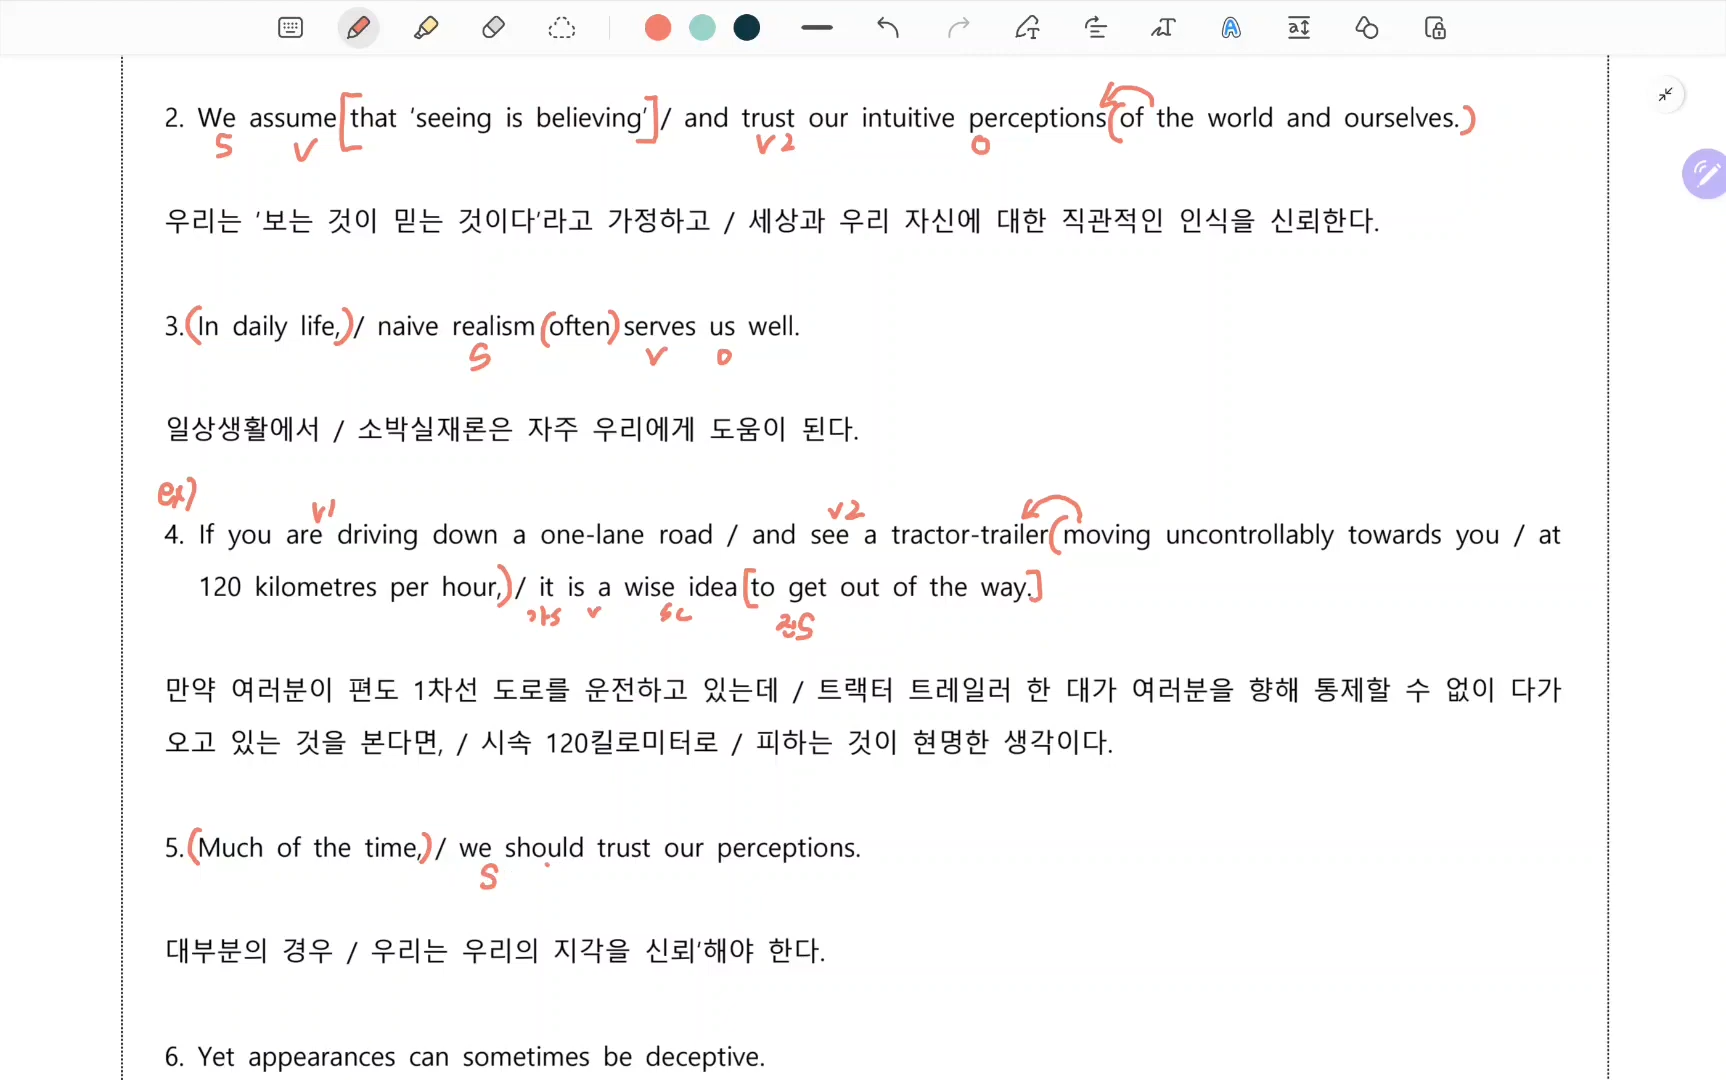 2. We assume [that ‘seeing is believing’] / and trust our intuitive perceptions (of the world and ourselves.)
S V V2 O
우리는 ‘보는 것이 믿는 것이다’라고 가정하고 / 세상과 우리 자신에 대한 직관적인 인식을 신뢰한다.
3. (In daily life,) / naive realism (often) serves us well.
S V O
일상생활에서 / 소박실재론은 자주 우리에게 도움이 된다.
ex)
V1 V2
4. If you are driving down a one-lane road / and see a tractor-trailer (moving uncontrollably towards you / at
120 kilometres per hour,) / it is a wise idea [to get out of the way.]
가S V SC 진S
만약 여러분이 편도 1차선 도로를 운전하고 있는데 / 트랙터 트레일러 한 대가 여러분을 향해 통제할 수 없이 다가
오고 있는 것을 본다면, / 시속 120킬로미터로 / 피하는 것이 현명한 생각이다.
5. (Much of the time,) / we should trust our perceptions.
S
대부분의 경우 / 우리는 우리의 지각을 신뢰‘해야 한다.
6. Yet appearances can sometimes be deceptive.